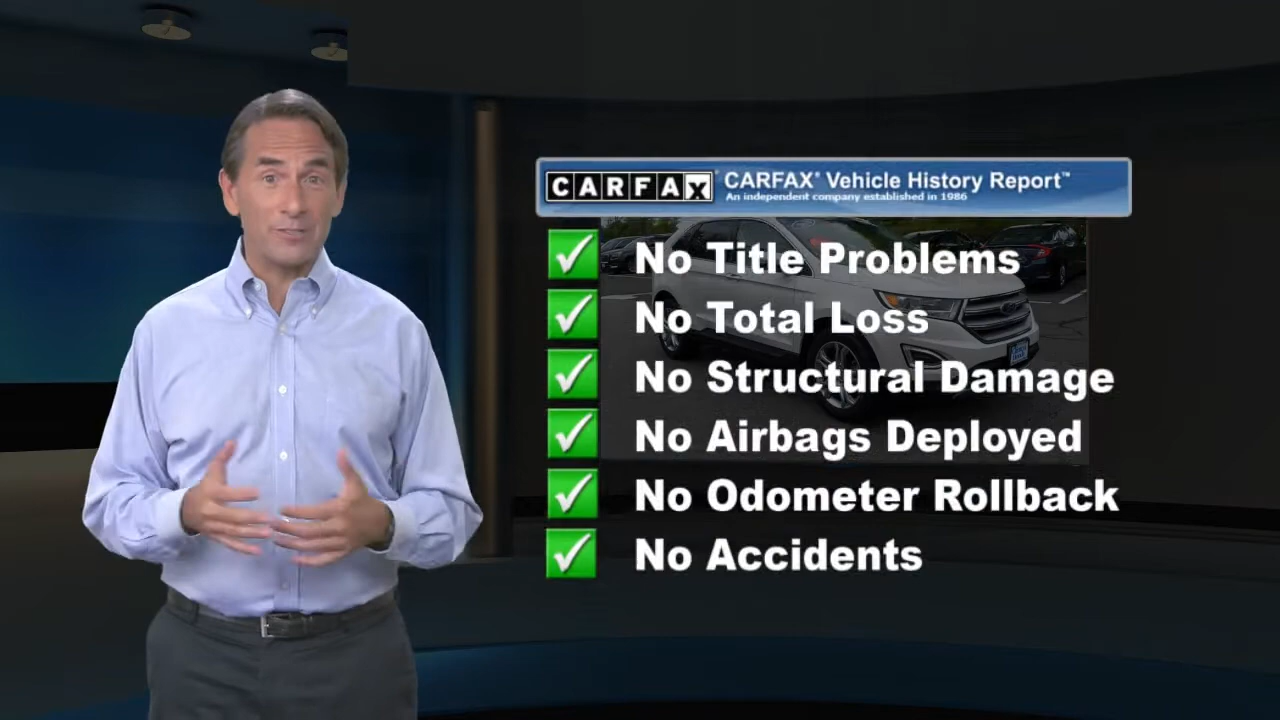 CARFAX
CARFAX® Vehicle History Report™
An independent company established in 1986
No Title Problems
No Total Loss
No Structural Damage
No Airbags Deployed
No Odometer Rollback
No Accidents